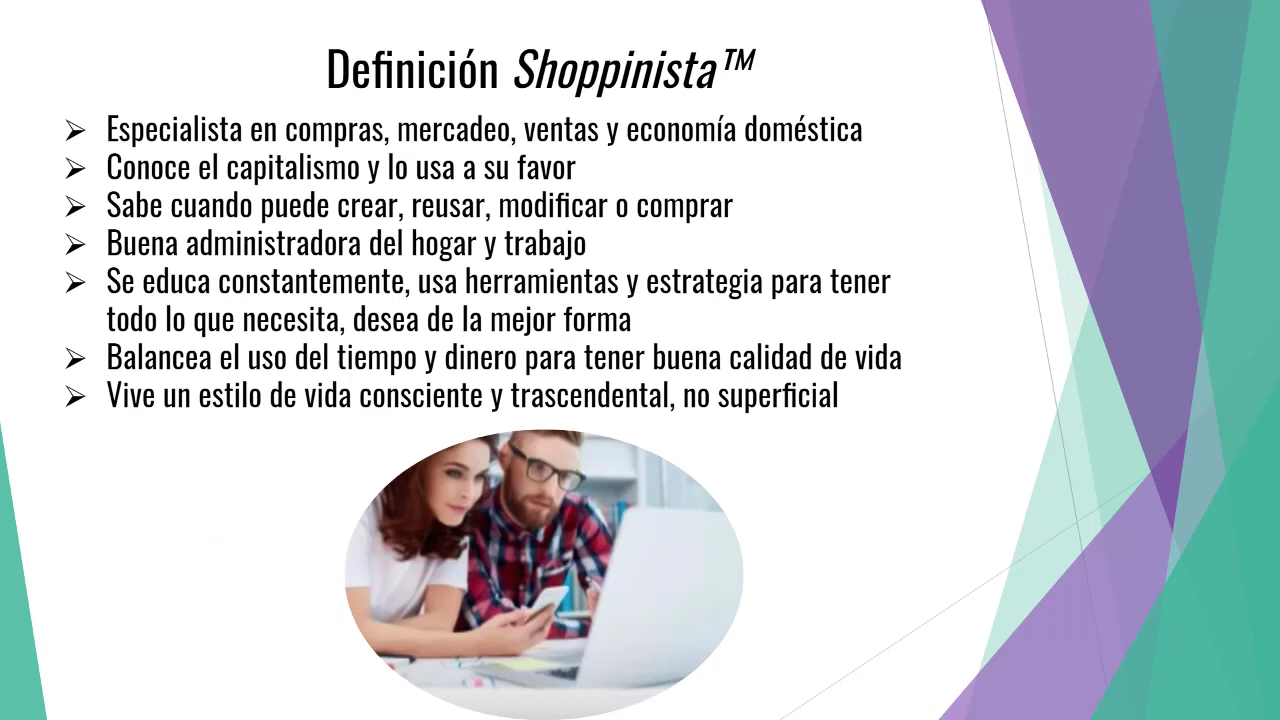 Definición Shoppinista™
➢ Especialista en compras, mercadeo, ventas y economía doméstica
➢ Conoce el capitalismo y lo usa a su favor
➢ Sabe cuando puede crear, reusar, modificar o comprar
➢ Buena administradora del hogar y trabajo
➢ Se educa constantemente, usa herramientas y estrategia para tener
todo lo que necesita, desea de la mejor forma
➢ Balancea el uso del tiempo y dinero para tener buena calidad de vida
➢ Vive un estilo de vida consciente y trascendental, no superficial